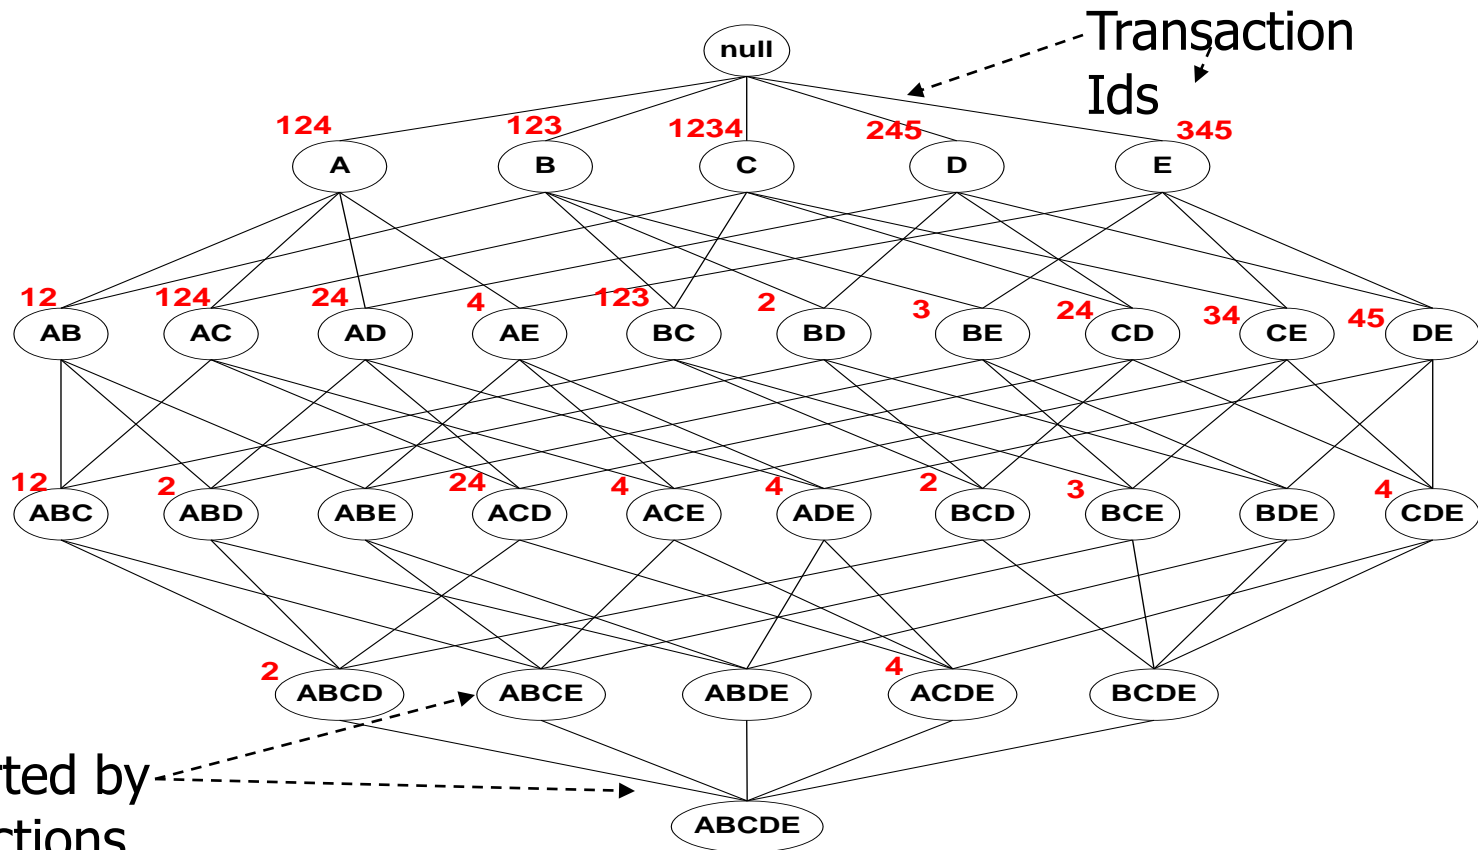 Transaction
Ids
null
124 123 1234 245 345
A B C D E
12 124 24 4 123 2 3 24 34 45
AB AC AD AE BC BD BE CD CE DE
12 2 24 4 4 2 3 4
ABC ABD ABE ACD ACE ADE BCD BCE BDE CDE
2 4
ABCD ABCE ABDE ACDE BCDE
rted by
ctions
ABCDE